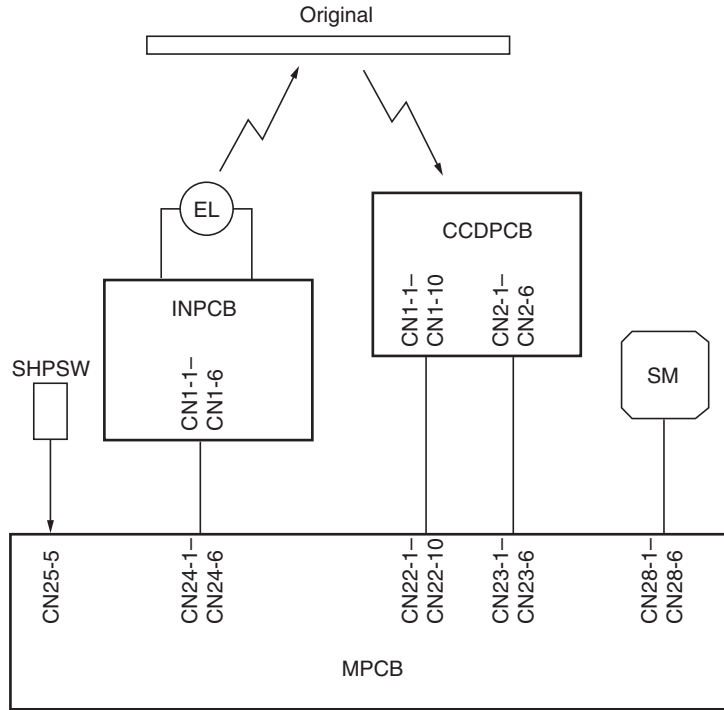 Original
EL
CCDPCB
CN1-1–
CN1-10
CN2-1–
CN2-6
INPCB
CN1-1–
CN1-6
SHPSW
SM
CN25-5
CN24-1–
CN24-6
CN22-1–
CN22-10
CN23-1–
CN23-6
CN28-1–
CN28-6
MPCB